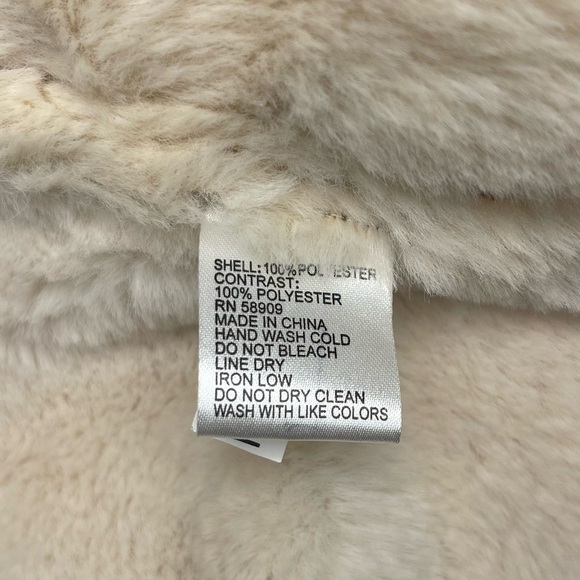 SHELL:100%POLYESTER
CONTRAST:
100% POLYESTER
RN 58909
MADE IN CHINA
HAND WASH COLD
DO NOT BLEACH
LINE DRY
IRON LOW
DO NOT DRY CLEAN
WASH WITH LIKE COLORS